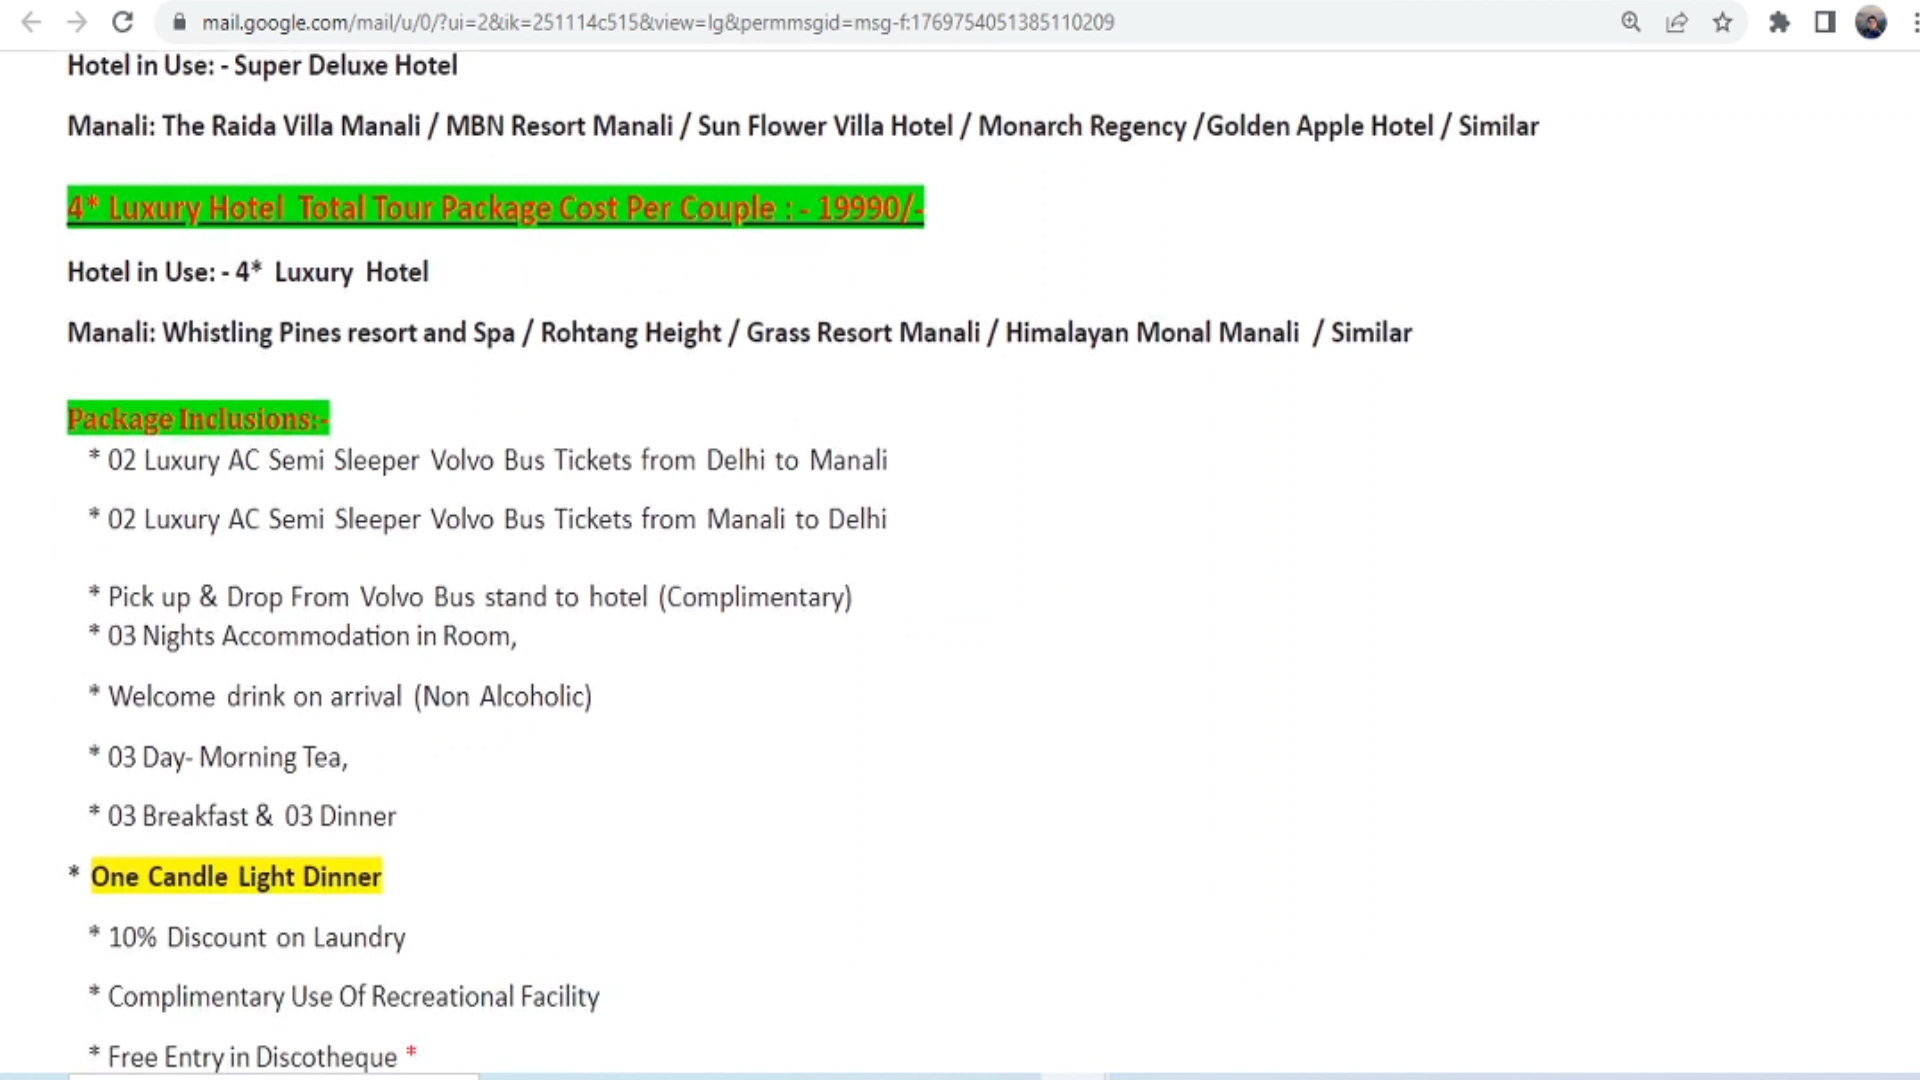 mail.google.com/mail/u/0/?ui=2&ik=251114c515&view=lg&permmsgid=msg-f:1769754051385110209
Hotel in Use: - Super Deluxe Hotel
Manali: The Raida Villa Manali / MBN Resort Manali / Sun Flower Villa Hotel / Monarch Regency /Golden Apple Hotel / Similar
4* Luxury Hotel Total Tour Package Cost Per Couple : - 19990/-
Hotel in Use: - 4* Luxury Hotel
Manali: Whistling Pines resort and Spa / Rohtang Height / Grass Resort Manali / Himalayan Monal Manali / Similar
Package Inclusions:-
* 02 Luxury AC Semi Sleeper Volvo Bus Tickets from Delhi to Manali
* 02 Luxury AC Semi Sleeper Volvo Bus Tickets from Manali to Delhi
* Pick up & Drop From Volvo Bus stand to hotel (Complimentary)
* 03 Nights Accommodation in Room,
* Welcome drink on arrival (Non Alcoholic)
* 03 Day- Morning Tea,
* 03 Breakfast & 03 Dinner
* One Candle Light Dinner
* 10% Discount on Laundry
* Complimentary Use Of Recreational Facility
* Free Entry in Discotheque *